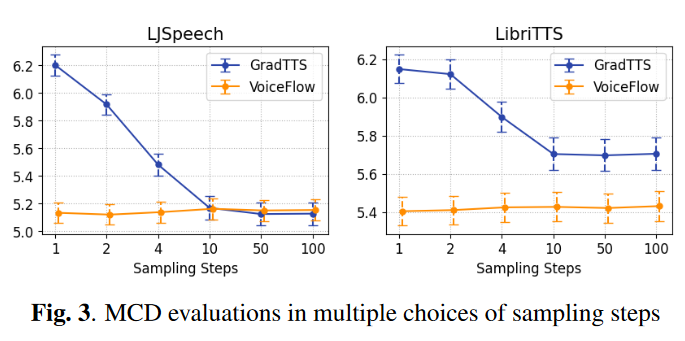 LJSpeech
GradTTS
VoiceFlow
6.2
6.0
5.8
5.6
5.4
5.2
5.0
1 2 4 10 50 100
Sampling Steps
LibriTTS
GradTTS
VoiceFlow
6.2
6.0
5.8
5.6
5.4
1 2 4 10 50 100
Sampling Steps
Fig. 3. MCD evaluations in multiple choices of sampling steps